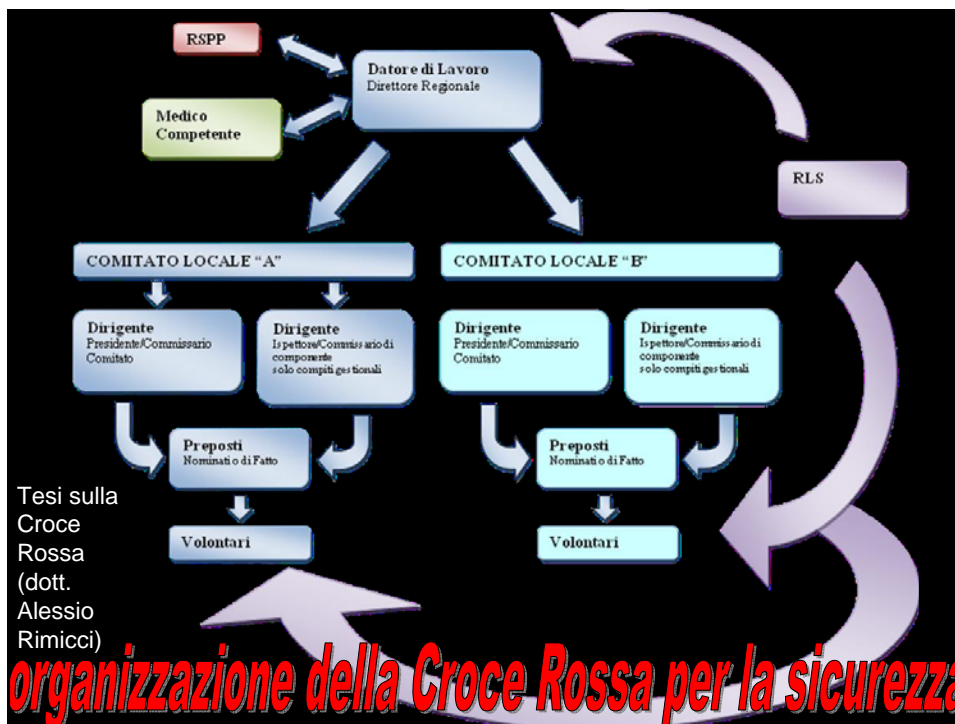 RSPP
Datore di Lavoro
Direttore Regionale
Medico
Competente
RLS
COMITATO LOCALE "A"
COMITATO LOCALE "B"
Dirigente
Presidente/Commissario
Comitato
Dirigente
Ispettore/Commissario di
componente
solo compiti gestionali
Dirigente
Presidente/Commissario
Comitato
Dirigente
Ispettore/Commissario di
componente
solo compiti gestionali
Preposti
Nominati o di Fatto
Preposti
Nominati o di Fatto
Volontari
Volontari
Tesi sulla
Croce
Rossa
(dott.
Alessio
Rimicci)
organizzazione della Croce Rossa per la sicurezza